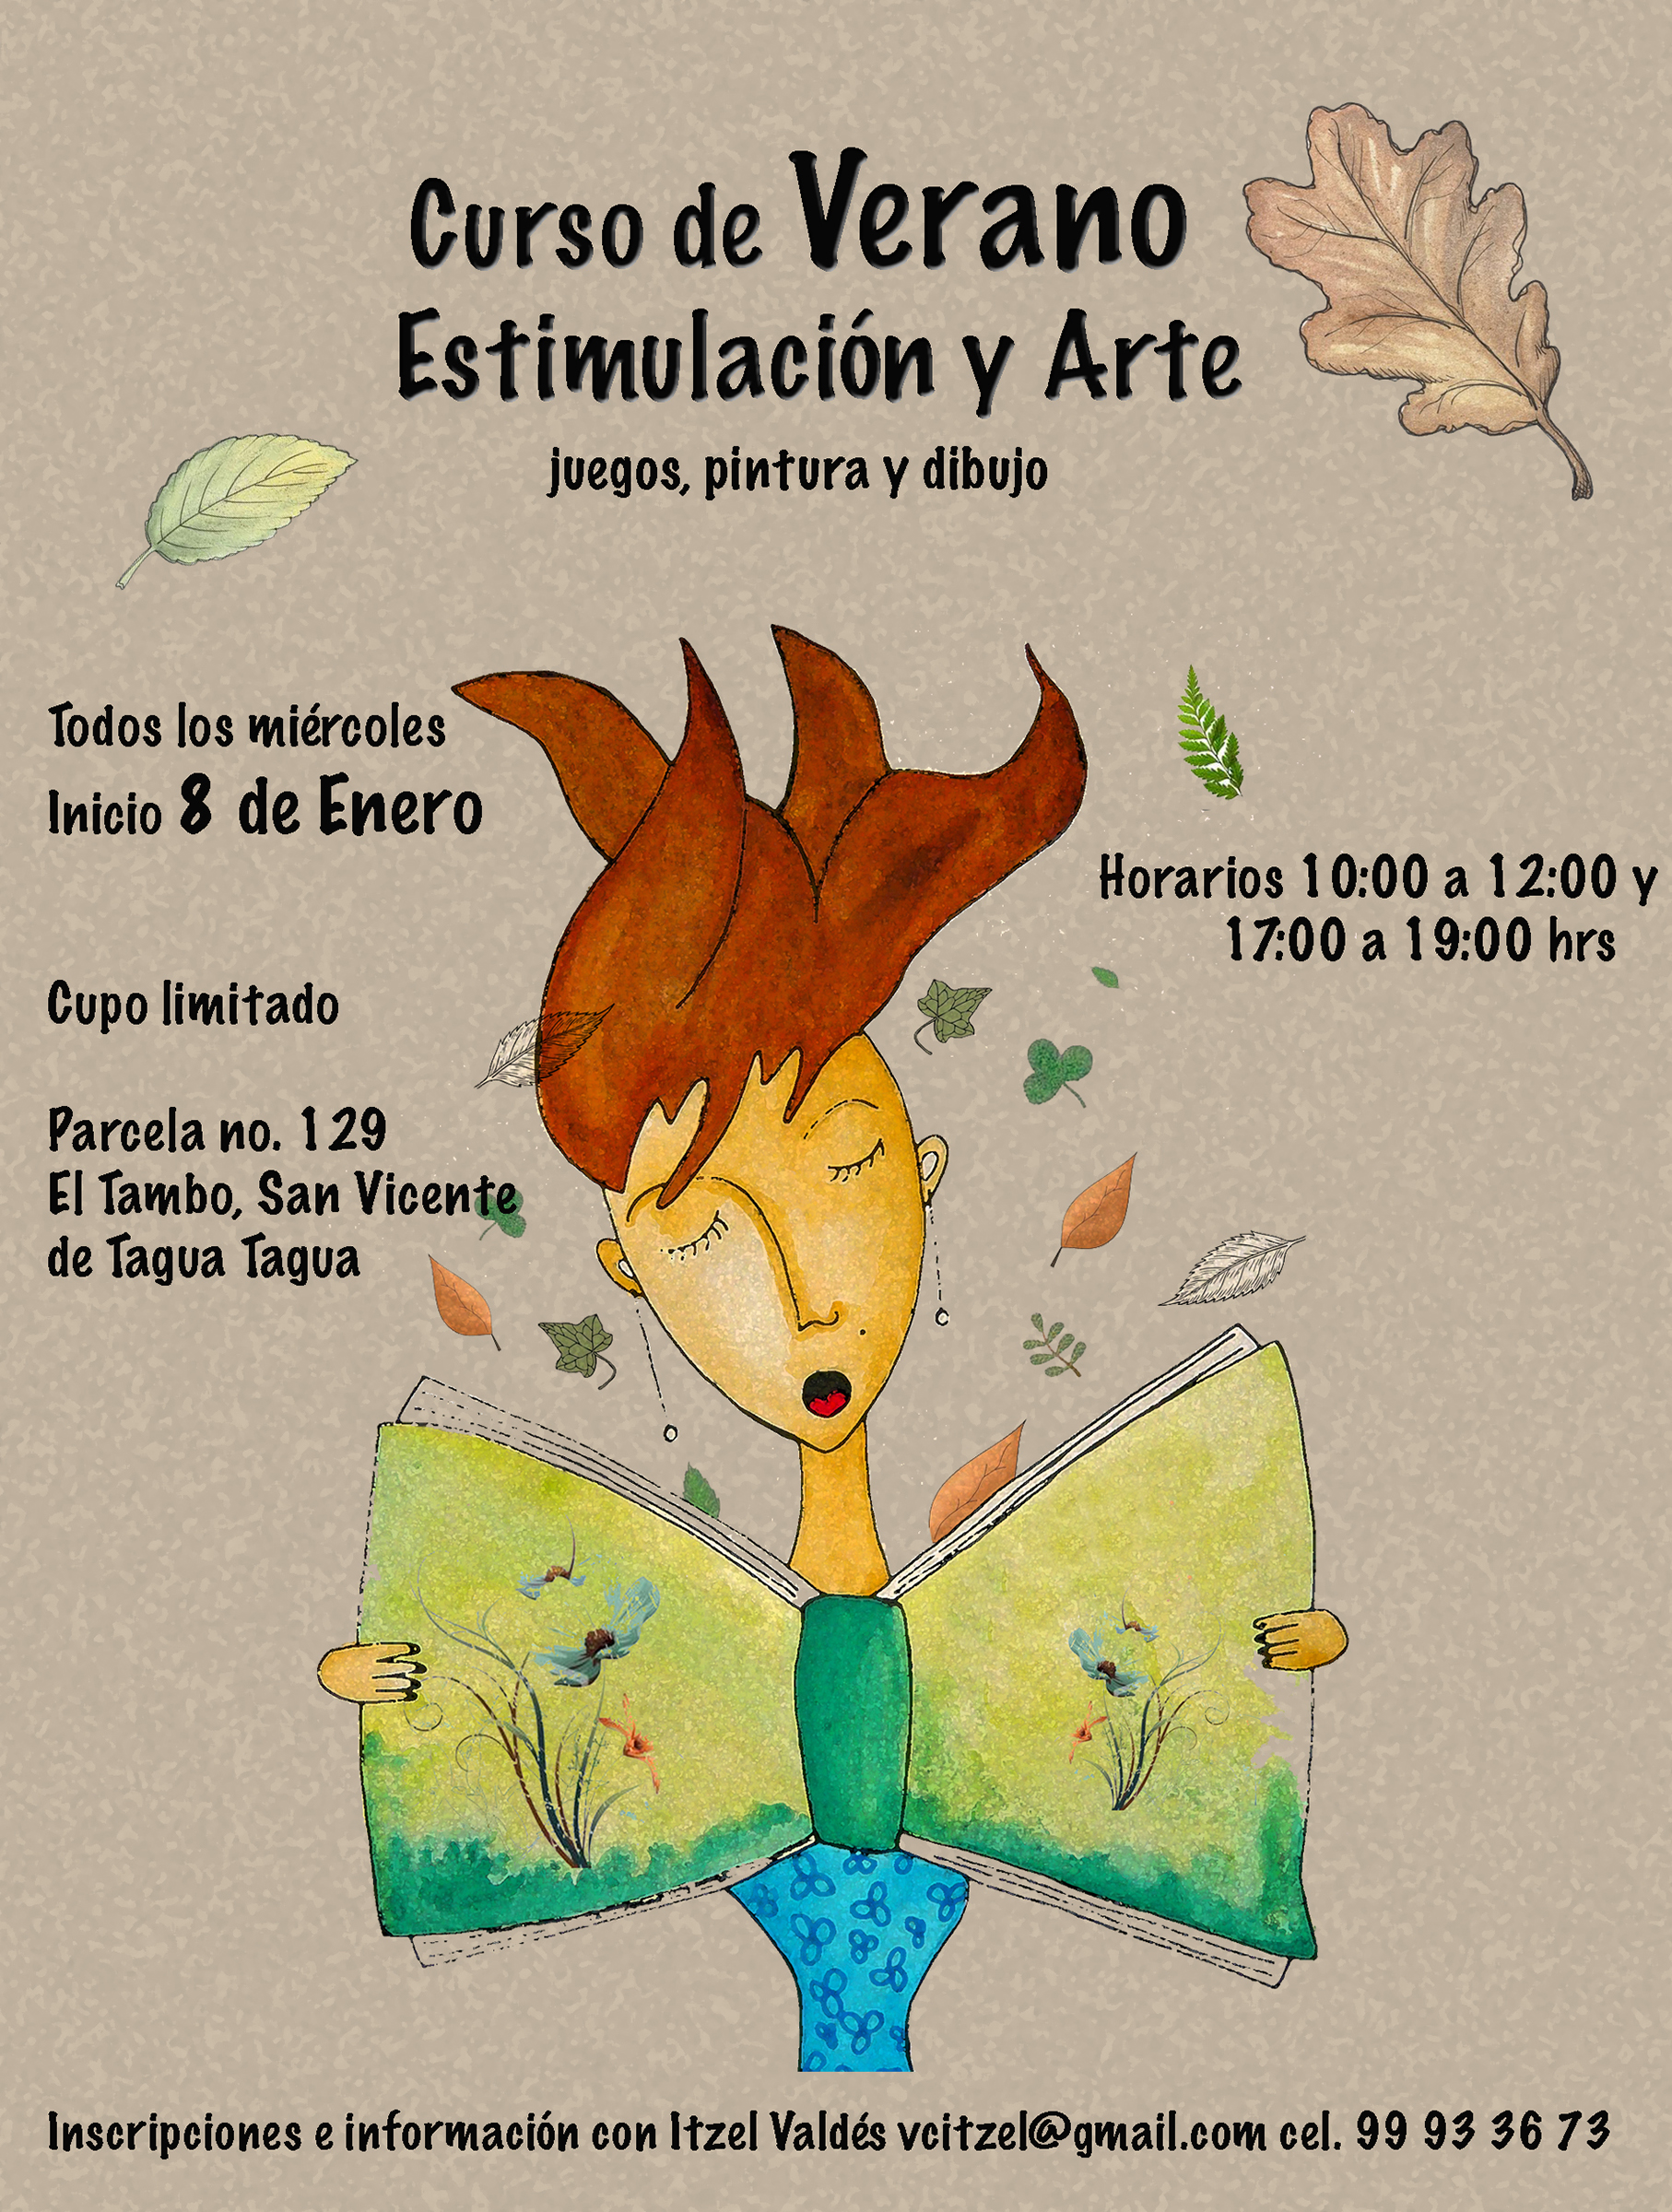 Curso de Verano
Estimulación y Arte
juegos, pintura y dibujo
Todos los miércoles
Inicio 8 de Enero
Horarios 10:00 a 12:00 y
17:00 a 19:00 hrs
Cupo limitado
Parcela no. 129
El Tambo, San Vicente
de Tagua Tagua
Inscripciones e información con Itzel Valdés vcitzel@gmail.com cel. 99 93 36 73